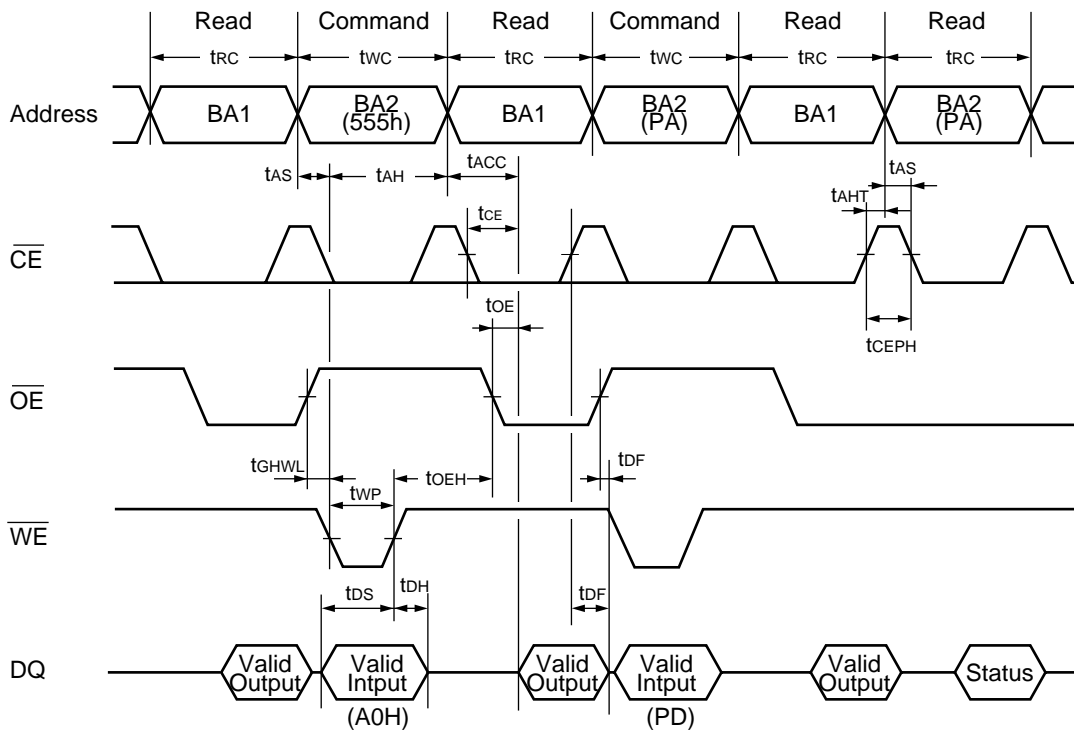 Read Command Read Command Read Read
tRC tWC tRC tWC tRC tRC
Address BA1 BA2 (555h) BA1 BA2 (PA) BA1 BA2 (PA)
tAS tAH tACC tAS
tAHT
tCE
CE
tOE
tCEPH
OE
tGHWL tOEH tDF
tWP
WE
tDS tDH tDF
DQ Valid Output Valid Intput Valid Output Valid Intput Valid Output Status
(A0H) (PD)